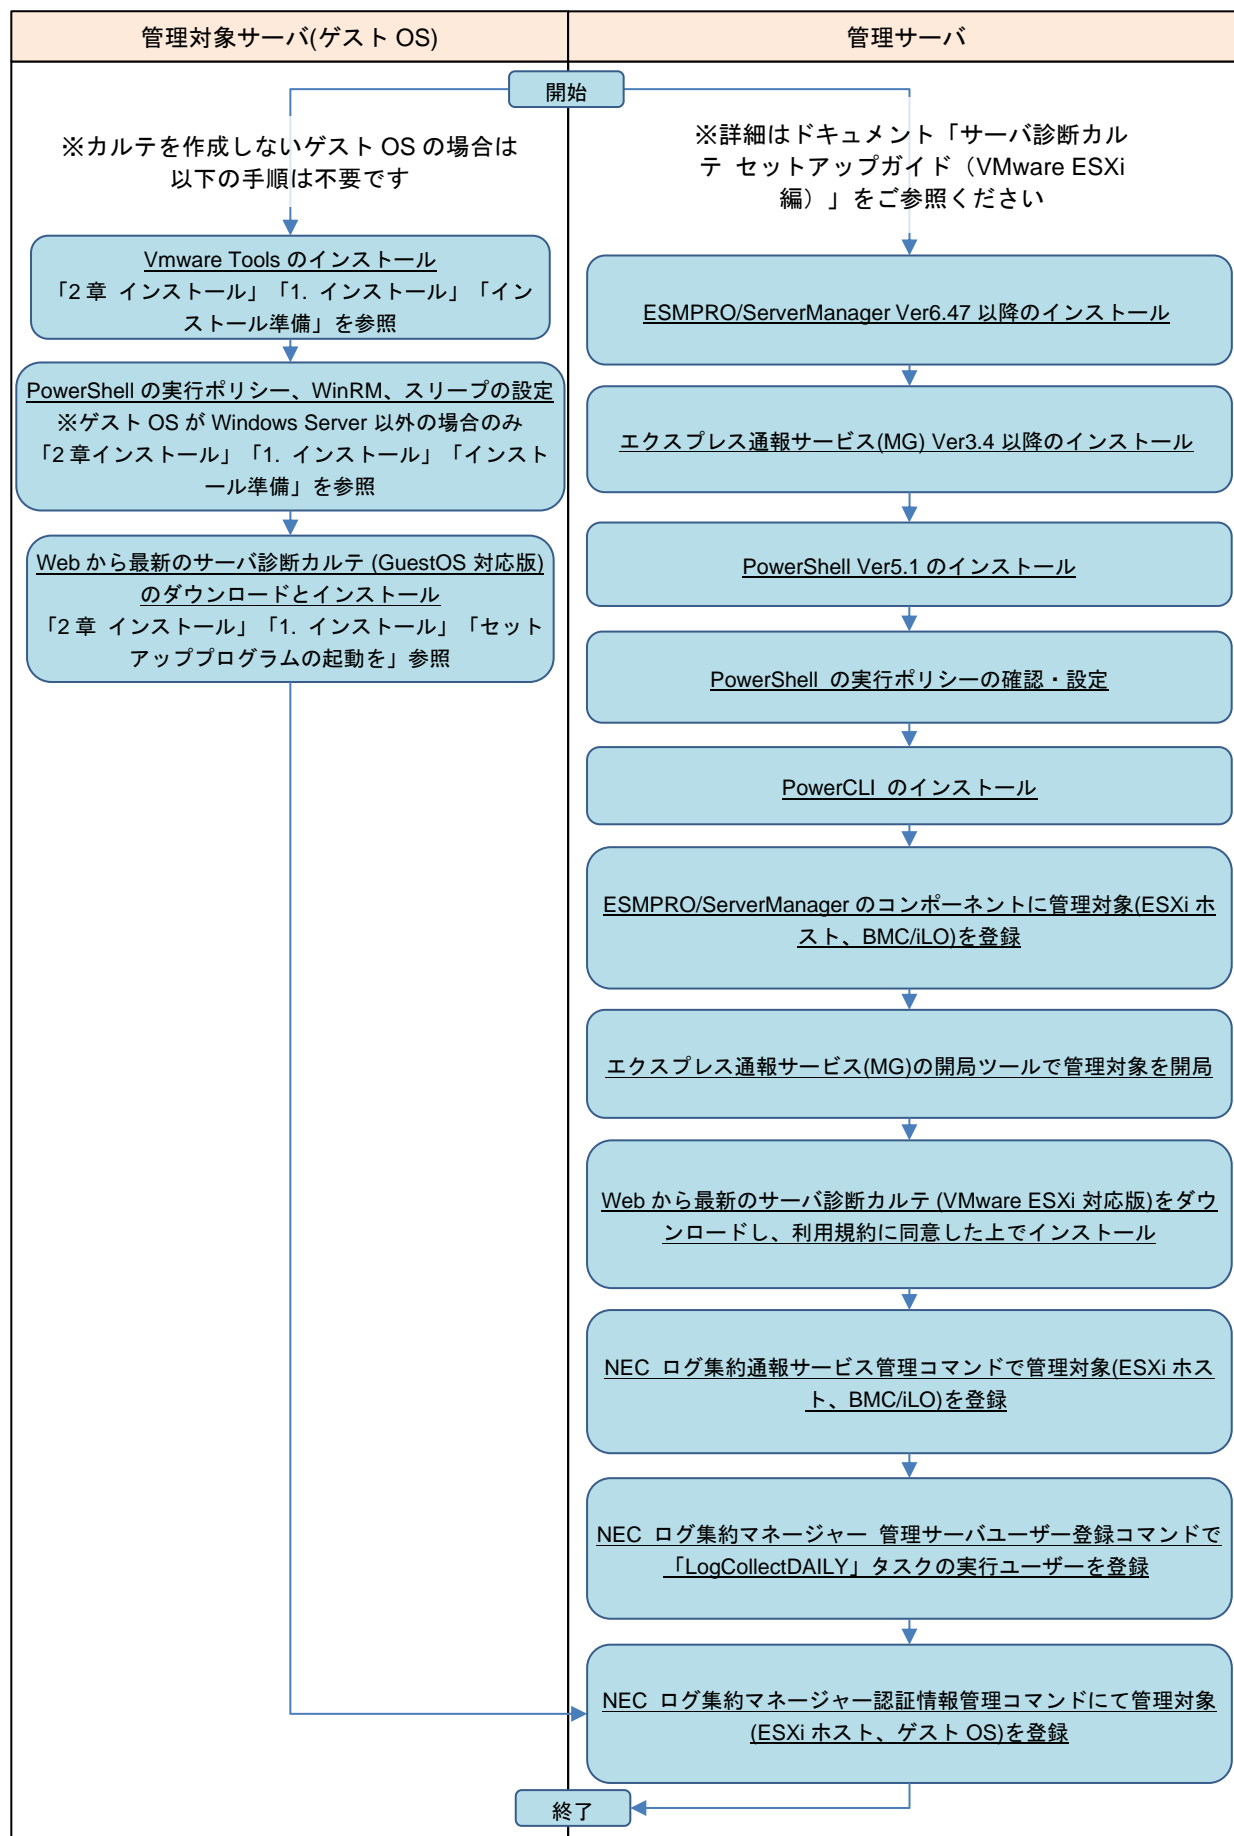 管理対象サーバ(ゲスト OS)
管理サーバ
開始
※カルテを作成しないゲスト OS の場合は
以下の手順は不要です
Vmware Tools のインストール
「2 章 インストール」「1. インストール」「イン
ストール準備」を参照
PowerShell の実行ポリシー、WinRM、スリープの設定
※ゲスト OS が Windows Server 以外の場合のみ
「2 章インストール」「1. インストール」「インスト
ール準備」を参照
Web から最新のサーバ診断カルテ (GuestOS 対応版)
のダウンロードとインストール
「2 章 インストール」「1. インストール」「セット
アッププログラムの起動を」参照
※詳細はドキュメント「サーバ診断カル
テ セットアップガイド（VMware ESXi
編）」をご参照ください
ESMPRO/ServerManager Ver6.47 以降のインストール
エクスプレス通報サービス(MG) Ver3.4 以降のインストール
PowerShell Ver5.1 のインストール
PowerShell の実行ポリシーの確認・設定
PowerCLI のインストール
ESMPRO/ServerManager のコンポーネントに管理対象(ESXi ホ
スト、BMC/iLO)を登録
エクスプレス通報サービス(MG)の開局ツールで管理対象を開局
Web から最新のサーバ診断カルテ (VMware ESXi 対応版)をダウ
ンロードし、利用規約に同意した上でインストール
NEC ログ集約通報サービス管理コマンドで管理対象(ESXi ホス
ト、BMC/iLO)を登録
NEC ログ集約マネージャー 管理サーバユーザー登録コマンドで
「LogCollectDAILY」タスクの実行ユーザーを登録
NEC ログ集約マネージャー認証情報管理コマンドにて管理対象
(ESXi ホスト、ゲスト OS)を登録
終了